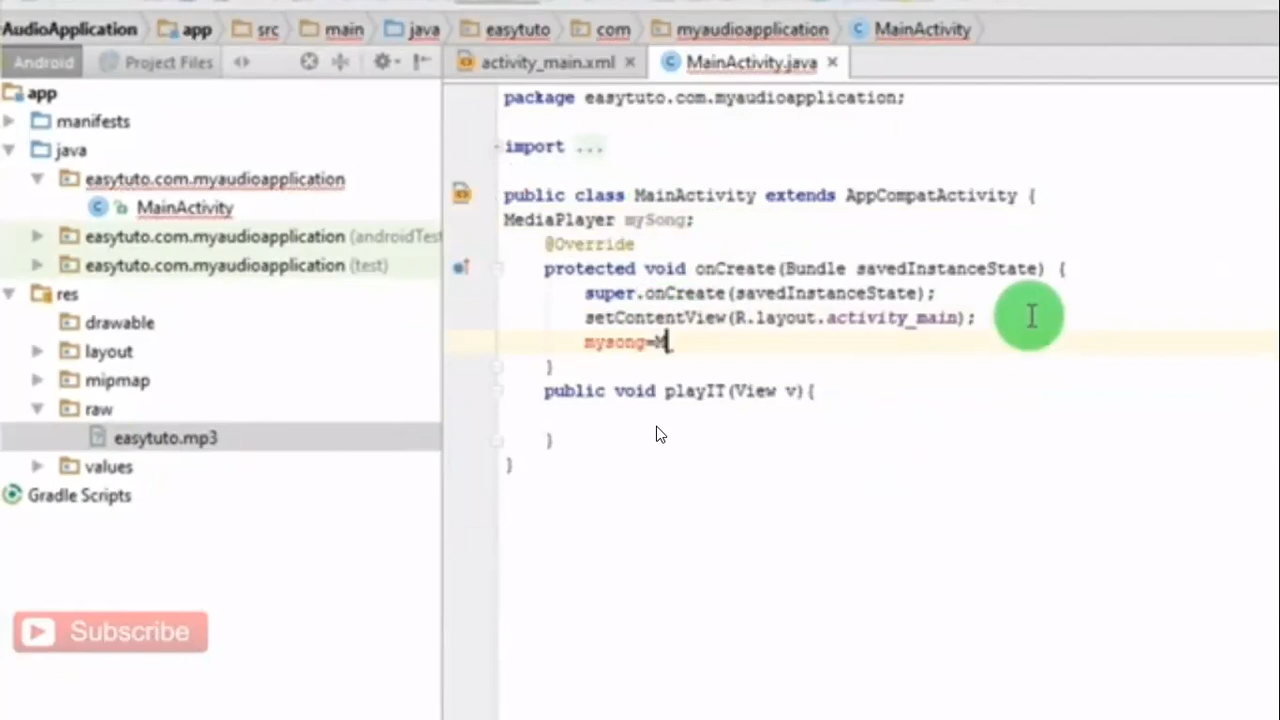 AudioApplication app src main java easytuto com myaudioapplication MainActivity
Android Project Files activity_main.xml MainActivity.java
app
manifests
java
easytuto.com.myaudioapplication
MainActivity
easytuto.com.myaudioapplication (androidTest
easytuto.com.myaudioapplication (test)
res
drawable
layout
mipmap
raw
easytuto.mp3
values
Gradle Scripts
package easytuto.com.myaudioapplication;
import ...
public class MainActivity extends AppCompatActivity {
MediaPlayer mySong;
@Override
protected void onCreate(Bundle savedInstanceState) {
super.onCreate(savedInstanceState);
setContentView(R.layout.activity_main);
mysong=M
}
public void playIT(View v){
}
}
Subscribe